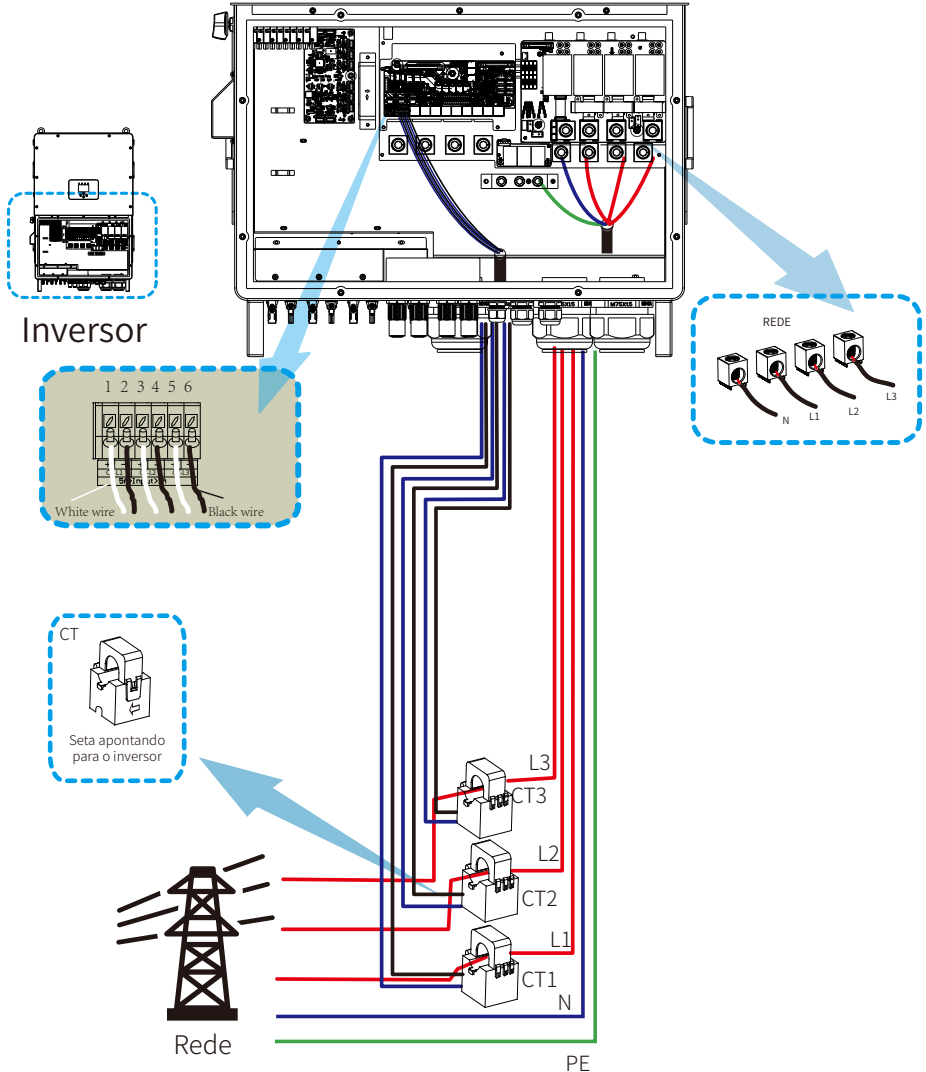 Inversor
M75X15
REDE
N
L1
L2
L3
1 2 3 4 5 6
White wire
Black wire
CT
Seta apontando
para o inversor
L3
CT3
L2
CT2
L1
CT1
N
Rede
PE